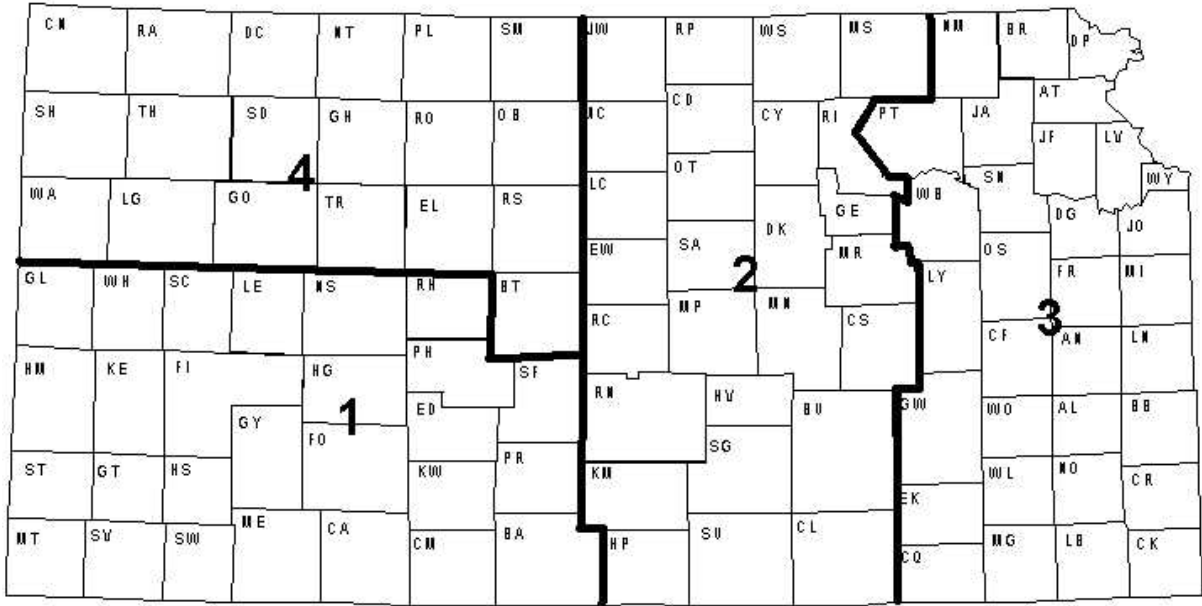 CN RA DC NT PL SM JW RP WS MS NM BR DP
SH TH SD GH RO OB MC CD CY RI PT JA AT
JF LV
WA LG GO TR EL RS LC OT GE WB SN DG WY
4
EW SA DK MR OS JO
2
GL WH SC LE NS RH BT LY FR MI
3
RC MP MN CS CF AN LN
HM KE FI HG PH SF RN HV BU GW WO AL BB
1
GY FO ED SG
ST GT HS KW PR KM WL NO CR
EK
MT SV SW ME CA CM BA HP SU CL CQ MG LB CK